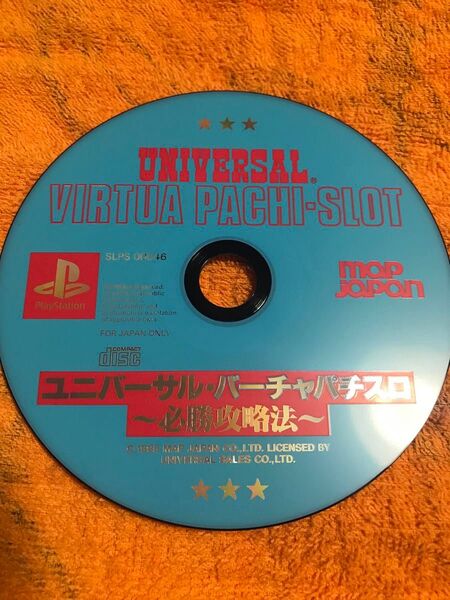 UNIVERSAL®
VIRTUA PACHI-SLOT
SLPS
PlayStation
map
japan
FOR JAPAN ONLY
COMPACT
disc
ユニバーサル・バーチャパチスロ
～必勝攻略法～
MAP JAPAN CO.,LTD. LICENSED BY
UNIVERSAL SALES CO.,LTD.